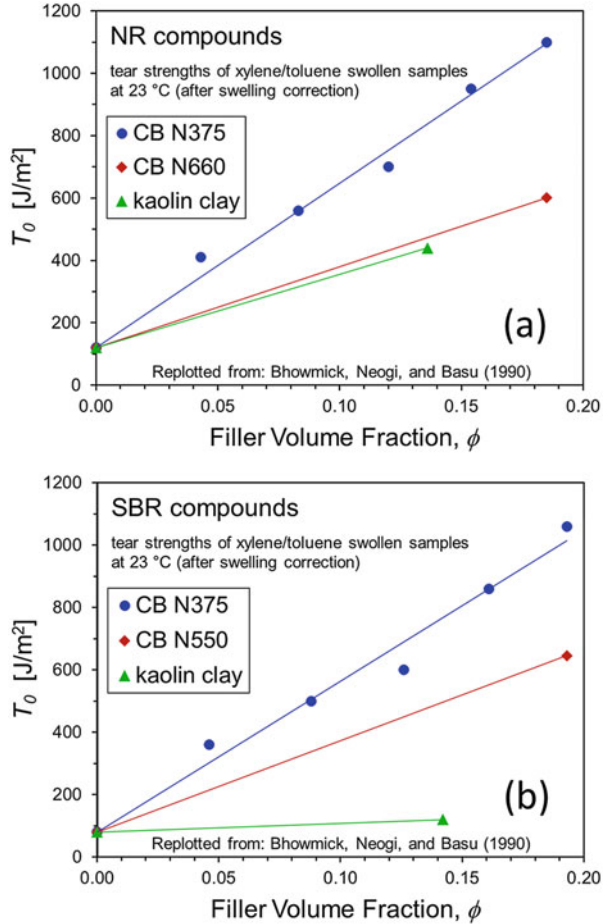 1200
1000
800
600
400
200
0
T₀ [J/m²]
NR compounds
tear strengths of xylene/toluene swollen samples
at 23 °C (after swelling correction)
CB N375
CB N660
kaolin clay
(a)
Replotted from: Bhowmick, Neogi, and Basu (1990)
0.00 0.05 0.10 0.15 0.20
Filler Volume Fraction, ϕ
1200
1000
800
600
400
200
0
T₀ [J/m²]
SBR compounds
tear strengths of xylene/toluene swollen samples
at 23 °C (after swelling correction)
CB N375
CB N550
kaolin clay
(b)
Replotted from: Bhowmick, Neogi, and Basu (1990)
0.00 0.05 0.10 0.15 0.20
Filler Volume Fraction, ϕ